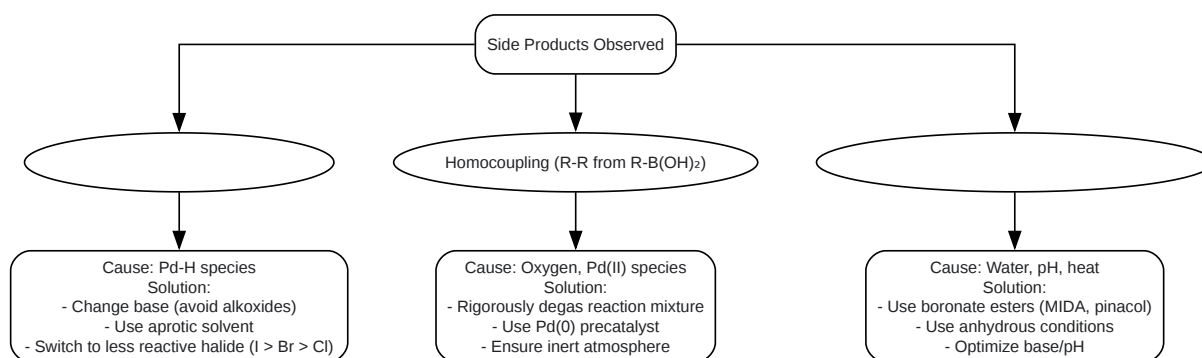 Side Products Observed
Homocoupling (R-R from R-B(OH)₂)
Cause: Pd-H species
Solution:
- Change base (avoid alkoxides)
- Use aprotic solvent
- Switch to less reactive halide (I > Br > Cl)
Cause: Oxygen, Pd(II) species
Solution:
- Rigorously degas reaction mixture
- Use Pd(0) precatalyst
- Ensure inert atmosphere
Cause: Water, pH, heat
Solution:
- Use boronate esters (MIDA, pinacol)
- Use anhydrous conditions
- Optimize base/pH